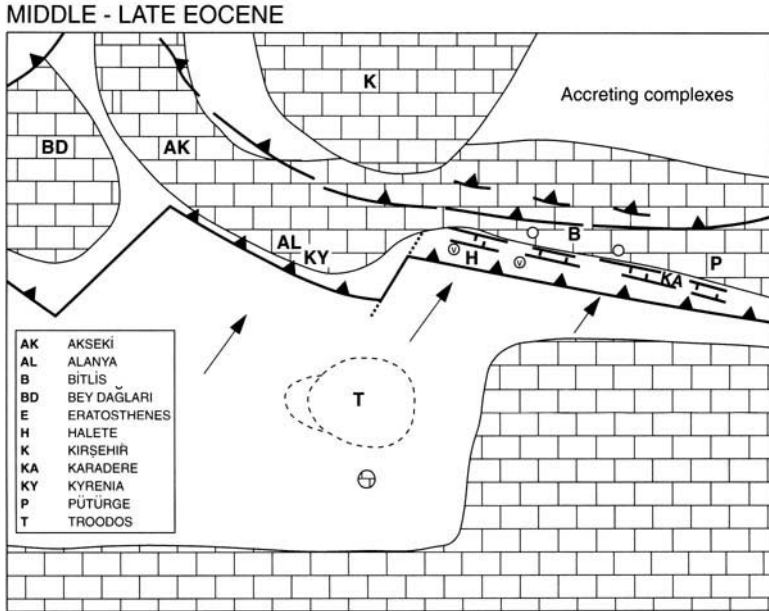 MIDDLE - LATE EOCENE
K
Accreting complexes
BD
AK
AL
KY
B
H
v
v
KA
P
T
AK AKSEKİ
AL ALANYA
B BİTLİS
BD BEY DAĞLARI
E ERATOSTHENES
H HALETE
K KIRŞEHİR
KA KARADERE
KY KYRENIA
P PÜTÜRGE
T TROODOS